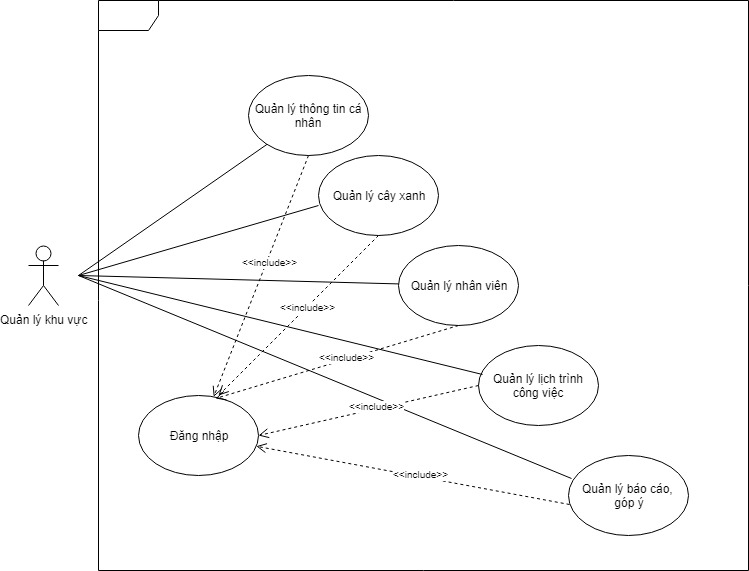 Quản lý thông tin cá
nhân
Quản lý cây xanh
<<include>>
Quản lý nhân viên
<<include>>
Quản lý khu vực
<<include>>
Quản lý lịch trình
công việc
<<include>>
Đăng nhập
<<include>>
Quản lý báo cáo,
góp ý